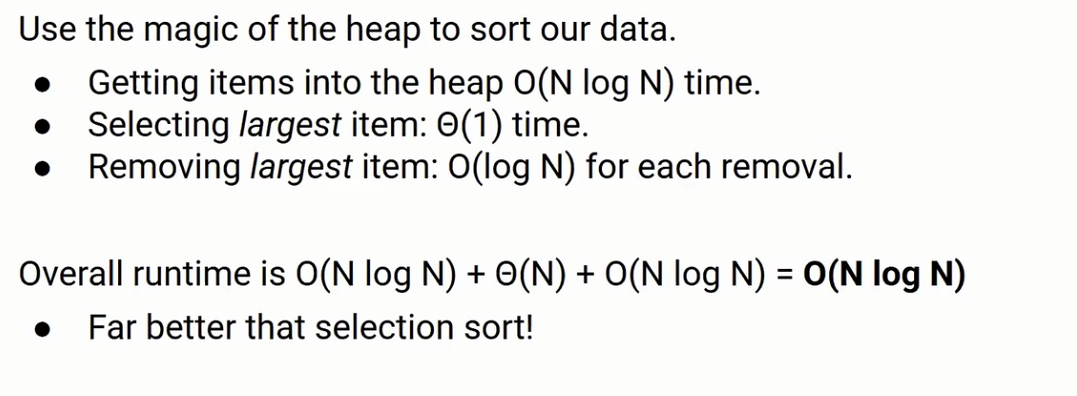 Use the magic of the heap to sort our data.
● Getting items into the heap O(N log N) time.
● Selecting largest item: Θ(1) time.
● Removing largest item: O(log N) for each removal.
Overall runtime is O(N log N) + Θ(N) + O(N log N) = O(N log N)
● Far better that selection sort!